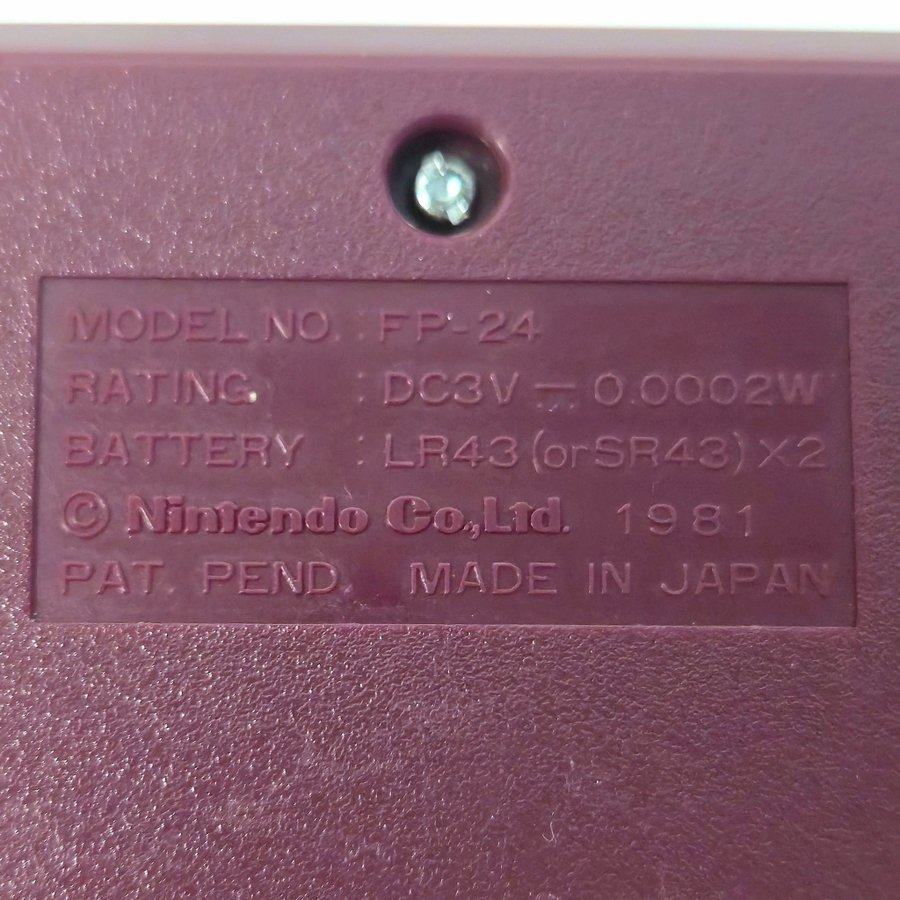 MODEL NO. : FP-24
RATING : DC3V ⎓ 0.0002W
BATTERY : LR43 (or SR43) X2
© Nintendo Co., Ltd. 1981
PAT. PEND. MADE IN JAPAN